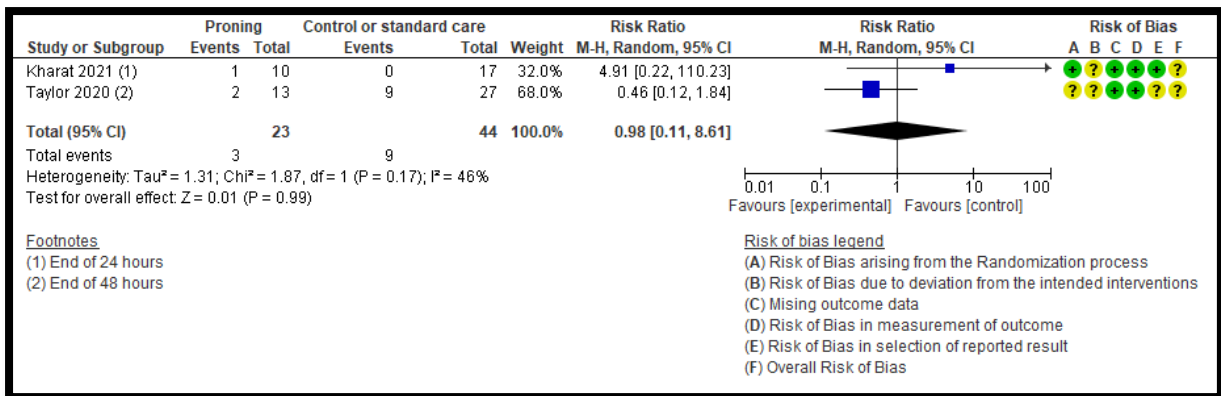 Proning Control or standard care Risk Ratio Risk Ratio Risk of Bias
Study or Subgroup Events Total Events Total Weight M-H, Random, 95% CI M-H, Random, 95% CI A B C D E F
Kharat 2021 (1) 1 10 0 17 32.0% 4.91 [0.22, 110.23] + ? + + + ?
Taylor 2020 (2) 2 13 9 27 68.0% 0.46 [0.12, 1.84] ? ? + + ? ?
Total (95% CI) 23 44 100.0% 0.98 [0.11, 8.61]
Total events 3 9
Heterogeneity: Tau² = 1.31; Chi² = 1.87, df = 1 (P = 0.17); I² = 46%
Test for overall effect: Z = 0.01 (P = 0.99)
0.01 0.1 1 10 100
Favours [experimental] Favours [control]
Footnotes
(1) End of 24 hours
(2) End of 48 hours
Risk of bias legend
(A) Risk of Bias arising from the Randomization process
(B) Risk of Bias due to deviation from the intended interventions
(C) Mising outcome data
(D) Risk of Bias in measurement of outcome
(E) Risk of Bias in selection of reported result
(F) Overall Risk of Bias